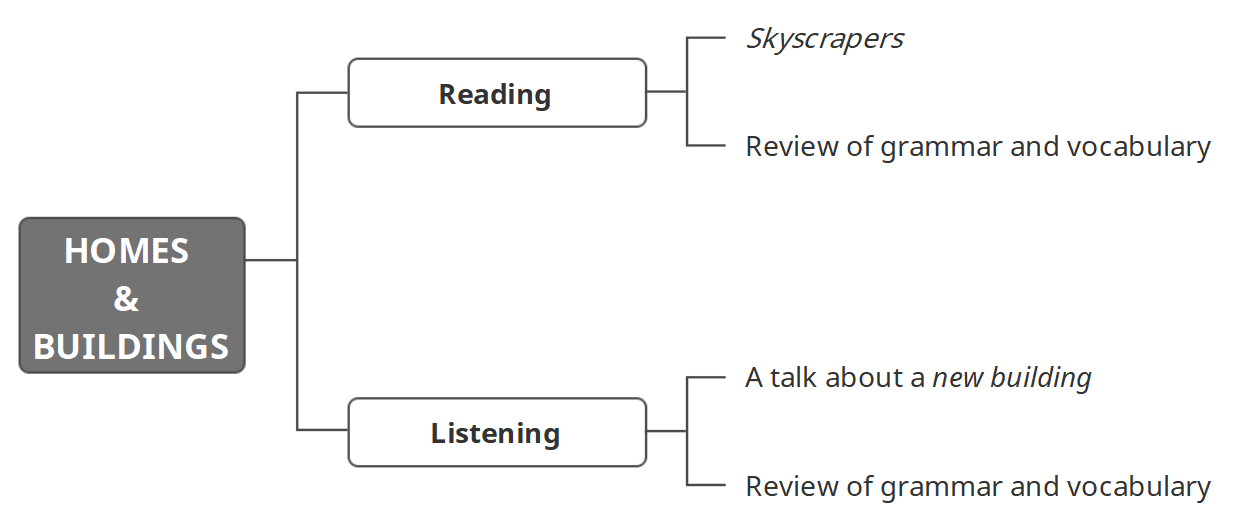 HOMES
&
BUILDINGS
Reading
Skyscrapers
Review of grammar and vocabulary
Listening
A talk about a new building
Review of grammar and vocabulary